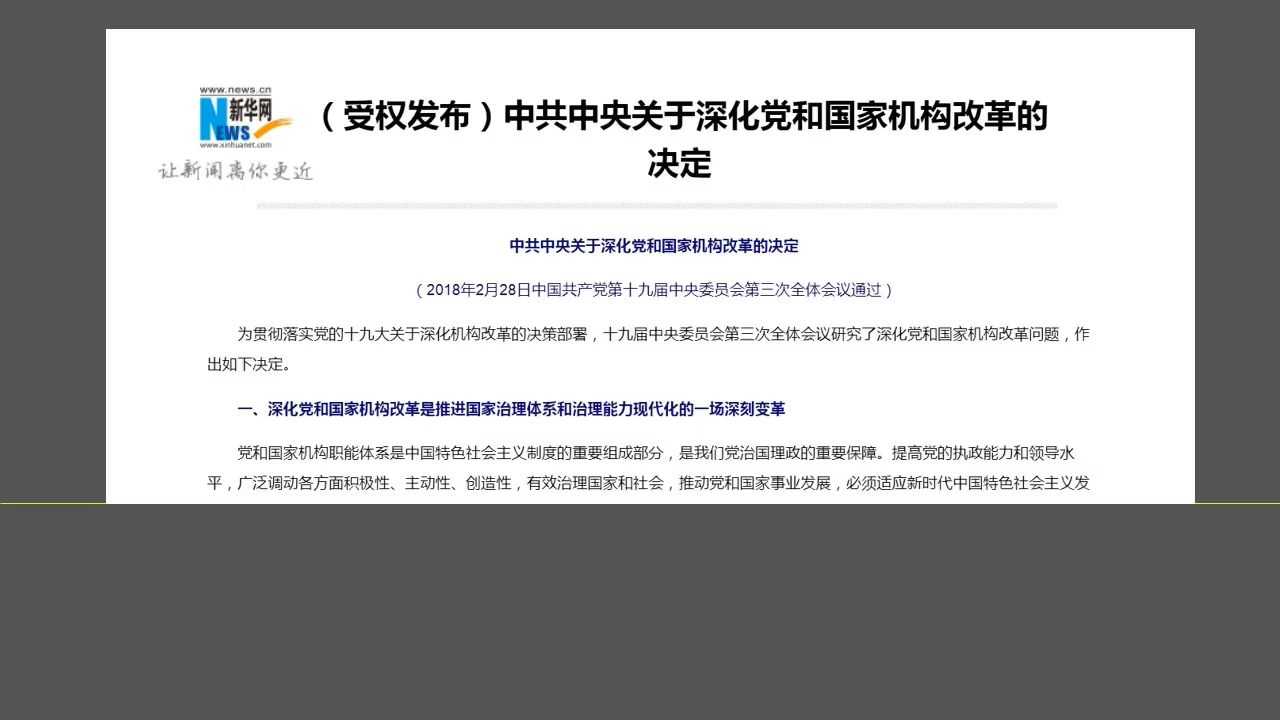 www.news.cn
新华网
NEWS
www.xinhuanet.com
让新闻离你更近
（受权发布）中共中央关于深化党和国家机构改革的
决定
中共中央关于深化党和国家机构改革的决定
（2018年2月28日中国共产党第十九届中央委员会第三次全体会议通过）
为贯彻落实党的十九大关于深化机构改革的决策部署，十九届中央委员会第三次全体会议研究了深化党和国家机构改革问题，作
出如下决定。
一、深化党和国家机构改革是推进国家治理体系和治理能力现代化的一场深刻变革
党和国家机构职能体系是中国特色社会主义制度的重要组成部分，是我们党治国理政的重要保障。提高党的执政能力和领导水
平，广泛调动各方面积极性、主动性、创造性，有效治理国家和社会，推动党和国家事业发展，必须适应新时代中国特色社会主义发